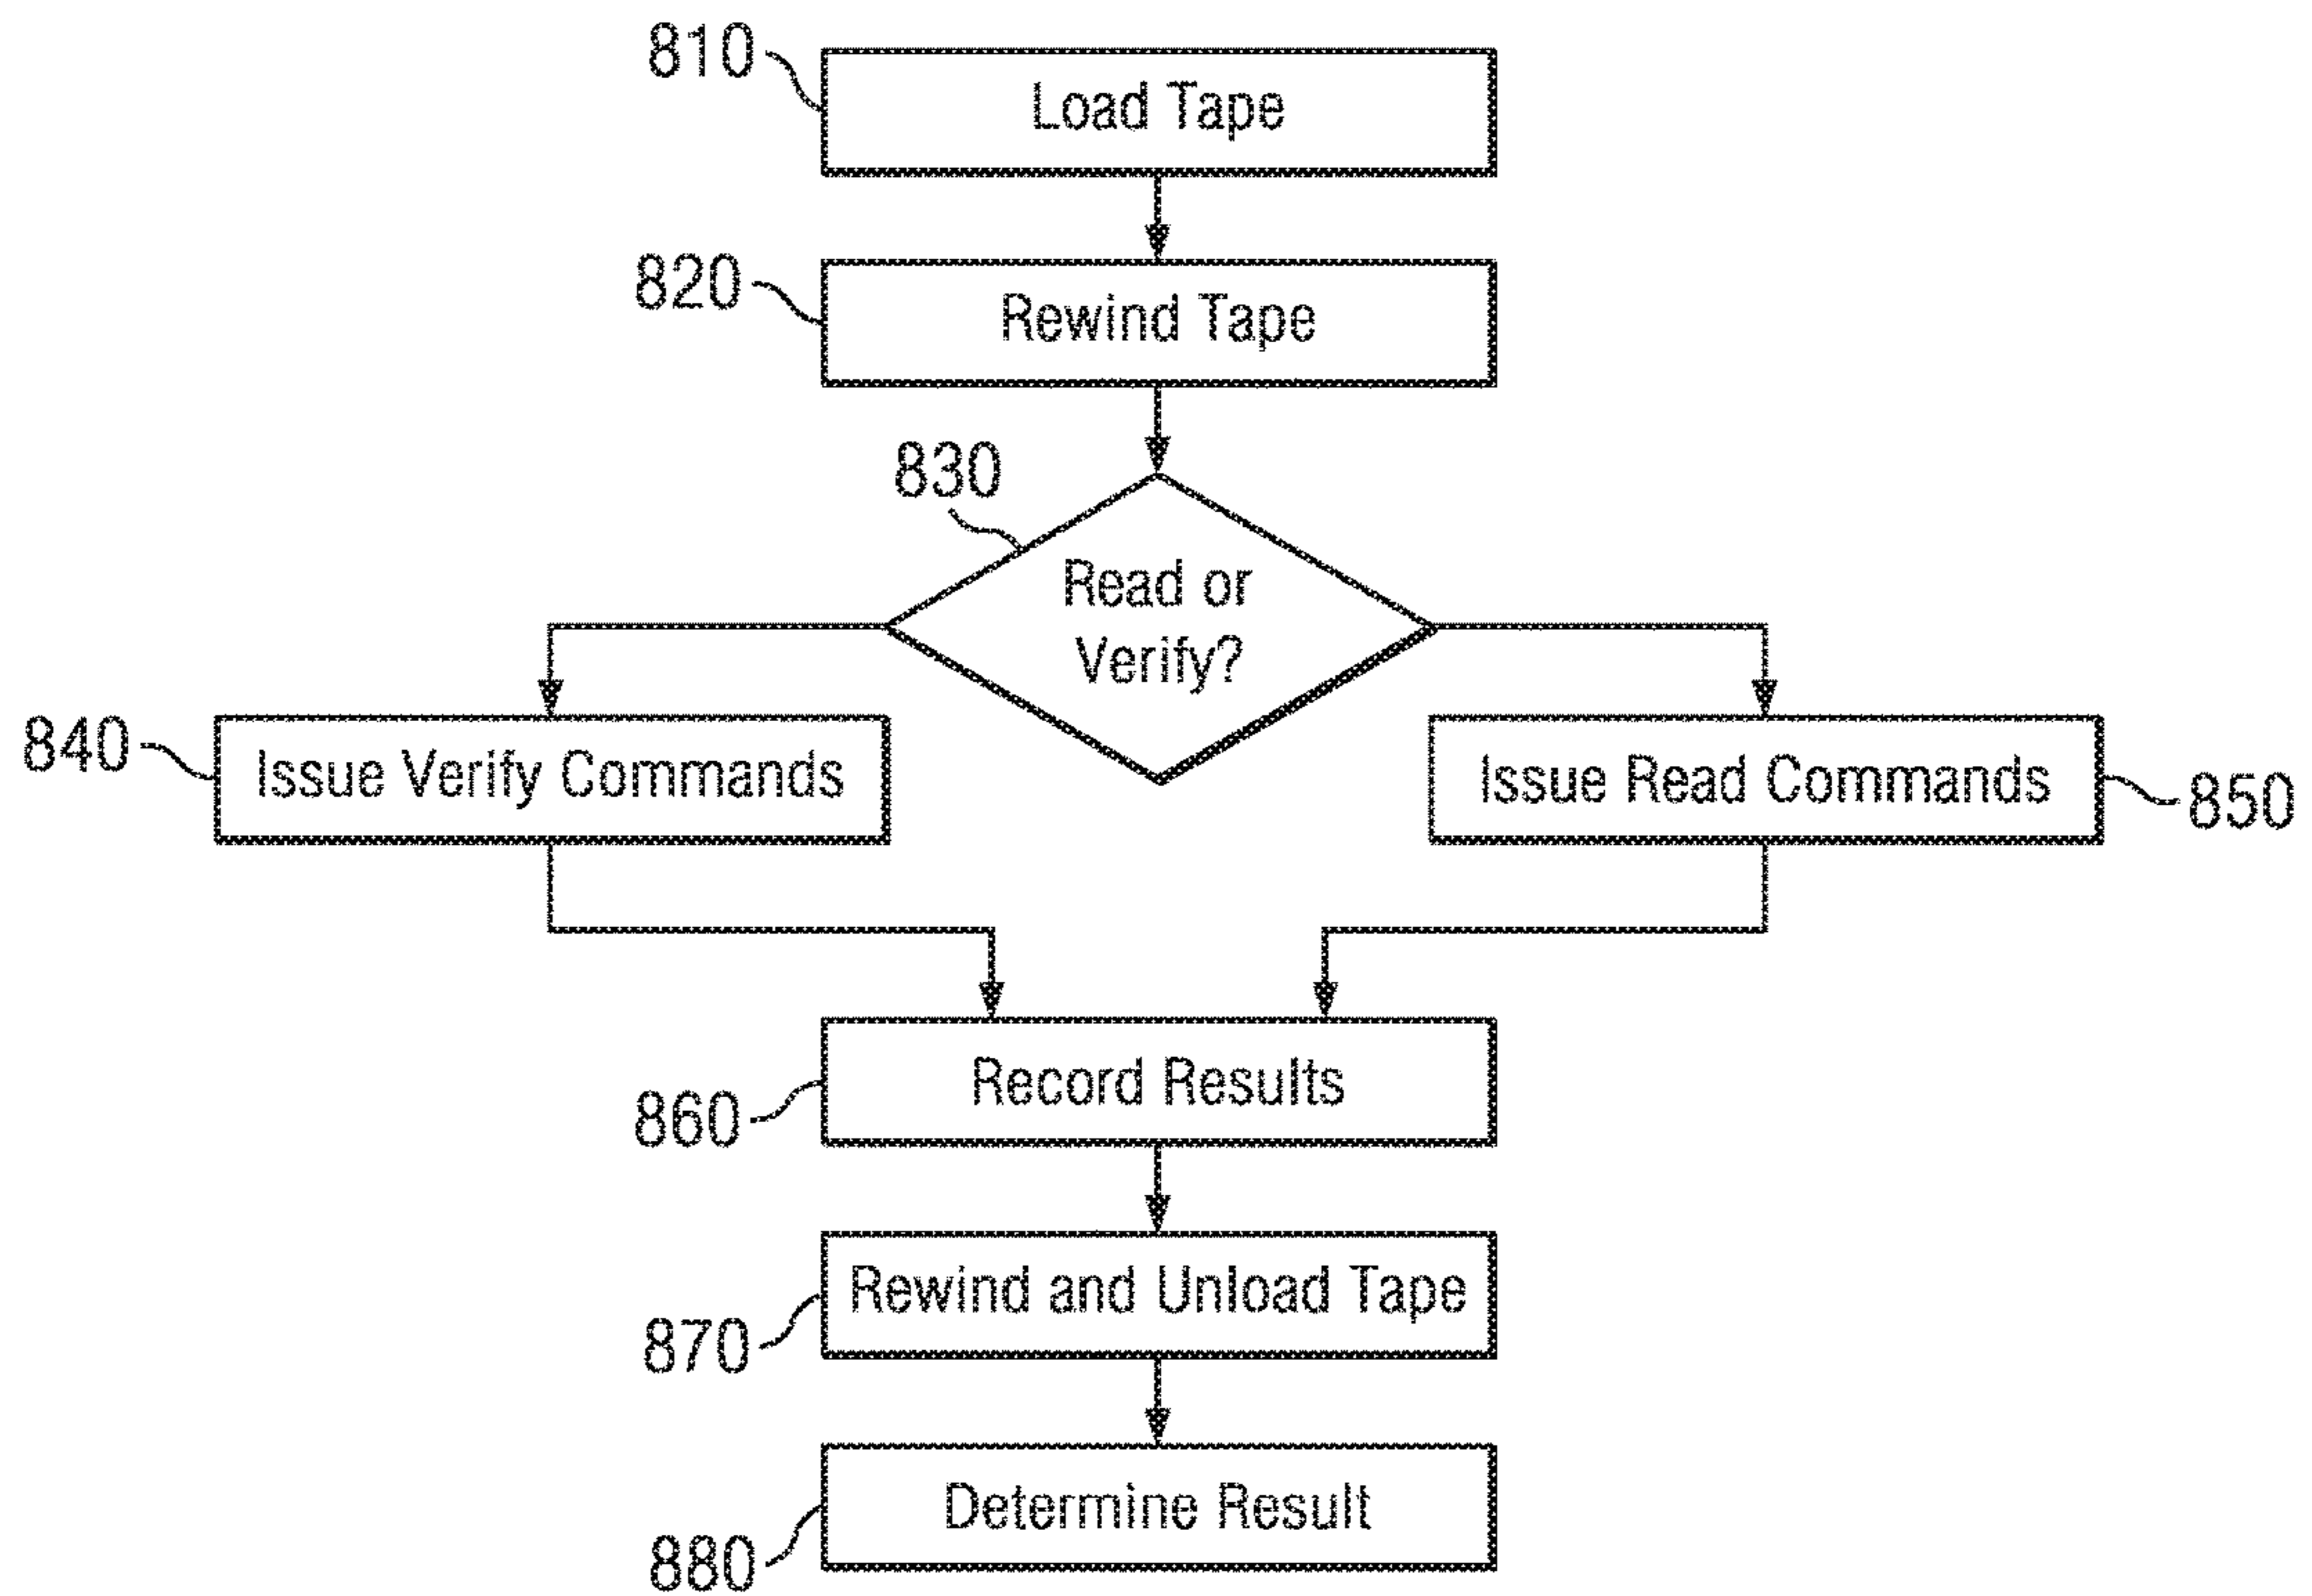 810
Load Tape
820
Rewind Tape
830
Read or
Verify?
840
Issue Verify Commands
Issue Read Commands
850
Record Results
860
Rewind and Unload Tape
870
Determine Result
880